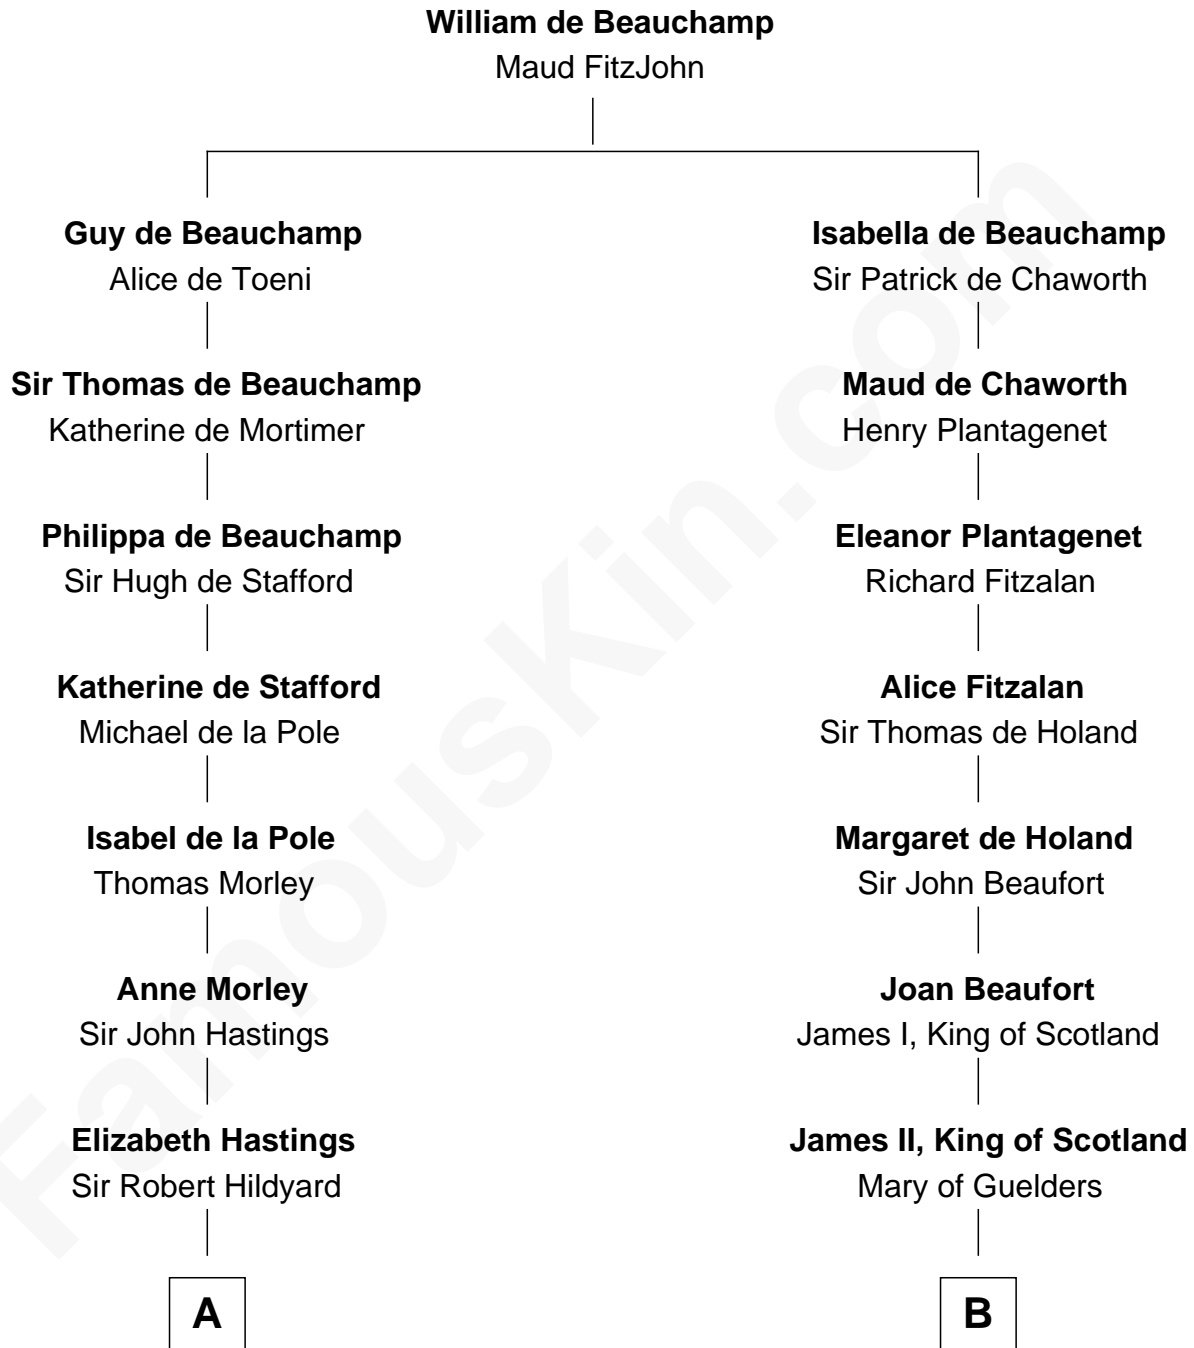 William de Beauchamp
Maud FitzJohn
Guy de Beauchamp
Alice de Toeni
Isabella de Beauchamp
Sir Patrick de Chaworth
Sir Thomas de Beauchamp
Katherine de Mortimer
Maud de Chaworth
Henry Plantagenet
Philippa de Beauchamp
Sir Hugh de Stafford
Eleanor Plantagenet
Richard Fitzalan
Katherine de Stafford
Michael de la Pole
Alice Fitzalan
Sir Thomas de Holand
Isabel de la Pole
Thomas Morley
Margaret de Holand
Sir John Beaufort
Anne Morley
Sir John Hastings
Joan Beaufort
James I, King of Scotland
Elizabeth Hastings
Sir Robert Hildyard
James II, King of Scotland
Mary of Guelders
A
B
FamousKin.com